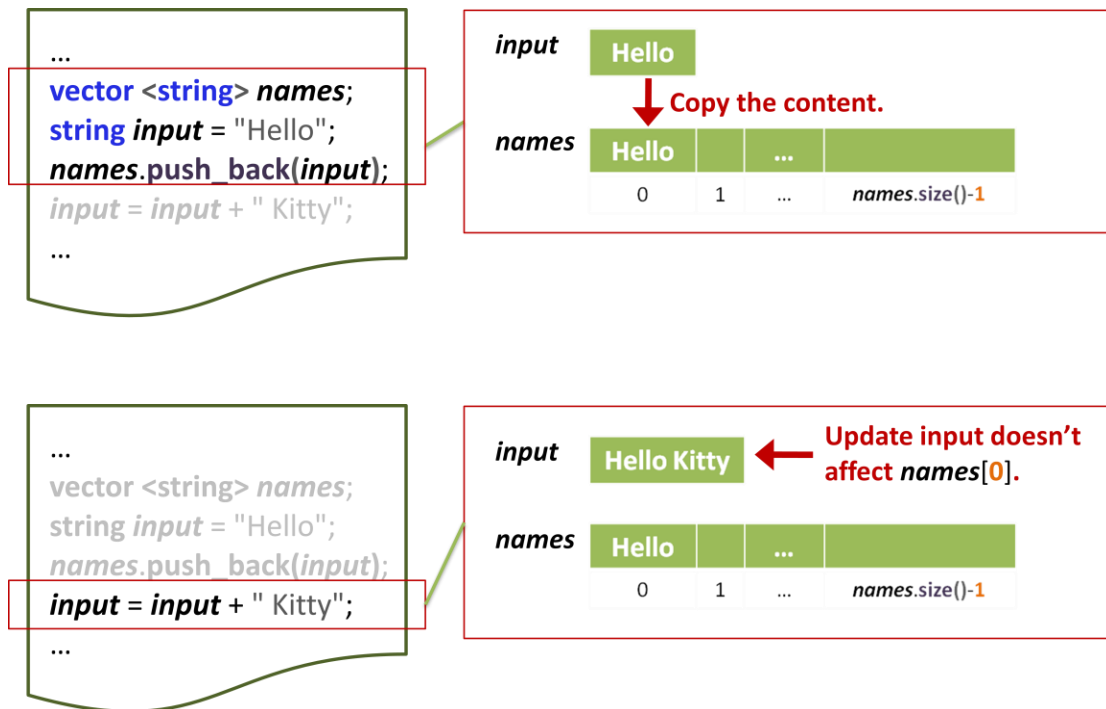 ...
vector <string> names;
string input = "Hello";
names.push_back(input);
input = input + " Kitty";
...
input Hello
Copy the content.
names Hello ...
0 1 ... names.size()-1
...
vector <string> names;
string input = "Hello";
names.push_back(input);
input = input + " Kitty";
...
input Hello Kitty
Update input doesn't
affect names[0].
names Hello ...
0 1 ... names.size()-1